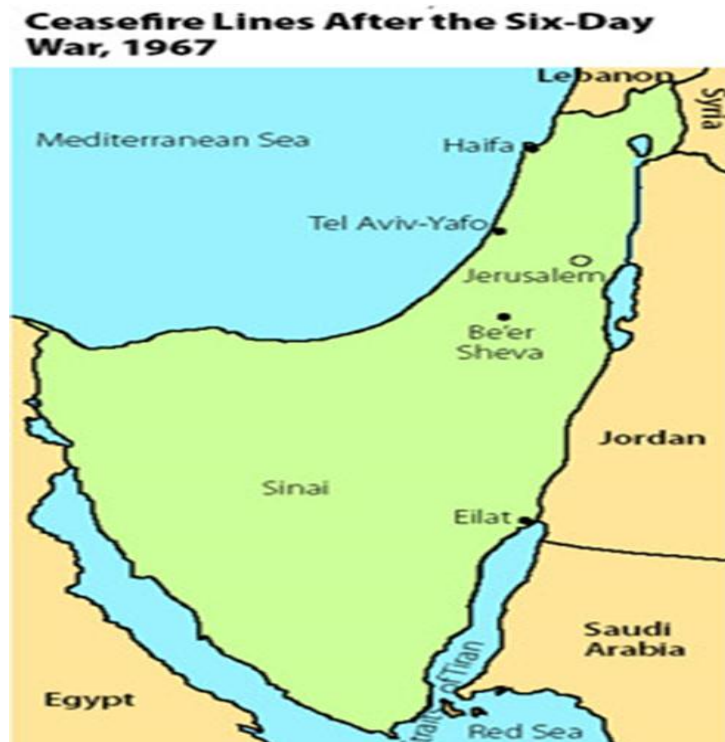 Ceasefire Lines After the Six-Day
War, 1967
Lebanon
Syria
Mediterranean Sea
Haifa
Tel Aviv-Yafo
Jerusalem
Be'er
Sheva
Jordan
Sinai
Eilat
Saudi
Arabia
of Tiran
Egypt
Red Sea